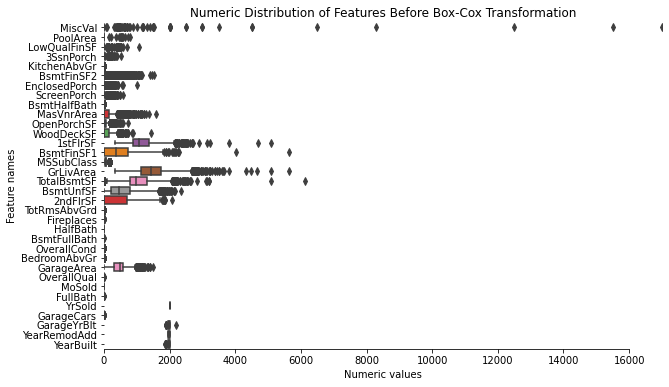 Numeric Distribution of Features Before Box-Cox Transformation
MiscVal
PoolArea
LowQualFinSF
3SsnPorch
KitchenAbvGr
BsmtFinSF2
EnclosedPorch
ScreenPorch
BsmtHalfBath
MasVnrArea
OpenPorchSF
WoodDeckSF
1stFlrSF
BsmtFinSF1
MSSubClass
GrLivArea
TotalBsmtSF
BsmtUnfSF
2ndFlrSF
TotRmsAbvGrd
Fireplaces
HalfBath
BsmtFullBath
OverallCond
BedroomAbvGr
GarageArea
OverallQual
MoSold
FullBath
YrSold
GarageCars
GarageYrBlt
YearRemodAdd
YearBuilt
Feature names
0 2000 4000 6000 8000 10000 12000 14000 16000
Numeric values